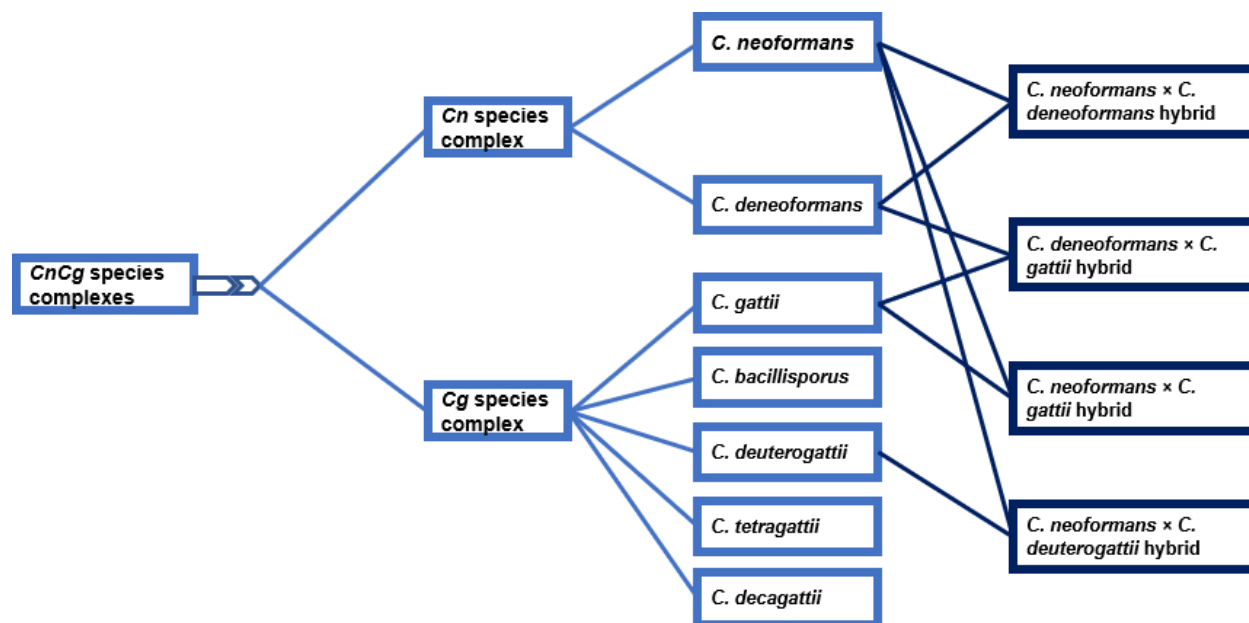 CnCg species
complexes
Cn species
complex
Cg species
complex
C. neoformans
C. deneoformans
C. gattii
C. bacillisporus
C. deuterogattii
C. tetragattii
C. decagattii
C. neoformans × C.
deneoformans hybrid
C. deneoformans × C.
gattii hybrid
C. neoformans × C.
gattii hybrid
C. neoformans × C.
deuterogattii hybrid